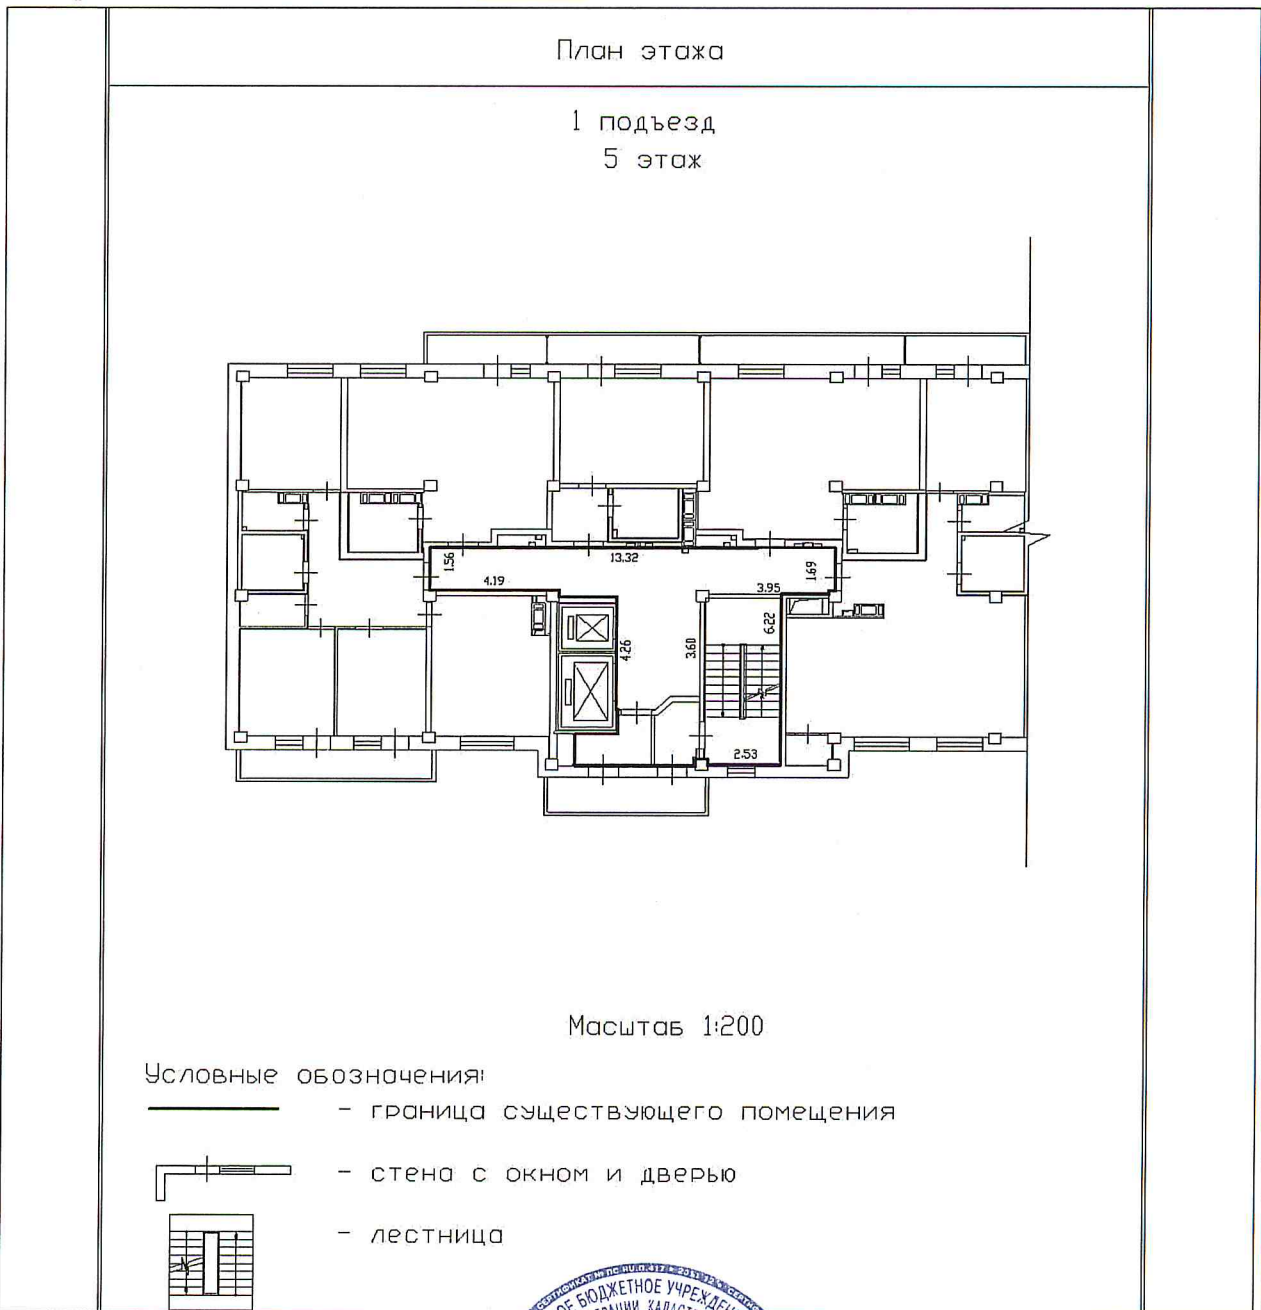 План этажа
1 подъезд
5 этаж
1.56
4.19
13.32
3.95
1.69
6.22
4.26
3.60
2.53
Масштаб 1:200
Условные обозначения:
- граница существующего помещения
- стена с окном и дверью
- лестница
БЮДЖЕТНОЕ УЧРЕЖДЕН